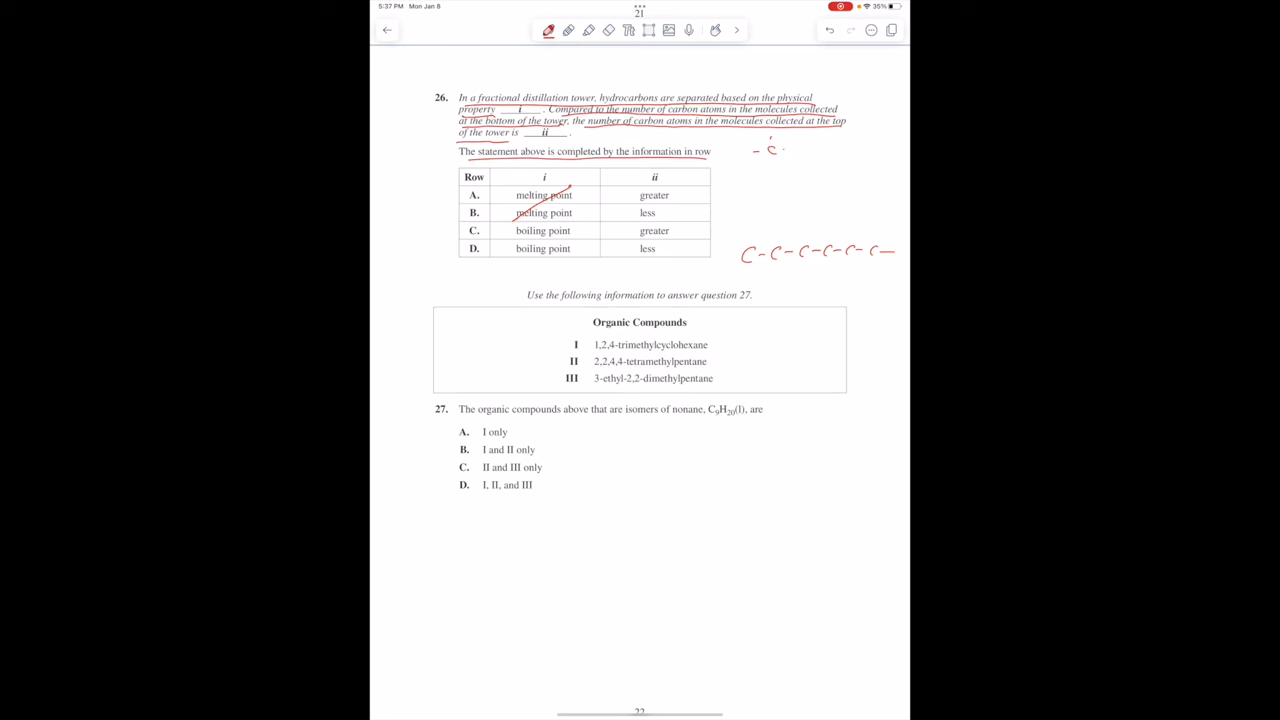 5:37 PM Mon Jan 8
35%
21
26. In a fractional distillation tower, hydrocarbons are separated based on the physical
property i . Compared to the number of carbon atoms in the molecules collected
at the bottom of the tower, the number of carbon atoms in the molecules collected at the top
of the tower is ii .
The statement above is completed by the information in row
- C -
Row i ii
A. melting point greater
B. melting point less
C. boiling point greater
D. boiling point less
C-C-C-C-C-C-
Use the following information to answer question 27.
Organic Compounds
I 1,2,4-trimethylcyclohexane
II 2,2,4,4-tetramethylpentane
III 3-ethyl-2,2-dimethylpentane
27. The organic compounds above that are isomers of nonane, C₉H₂₀(l), are
A. I only
B. I and II only
C. II and III only
D. I, II, and III
22